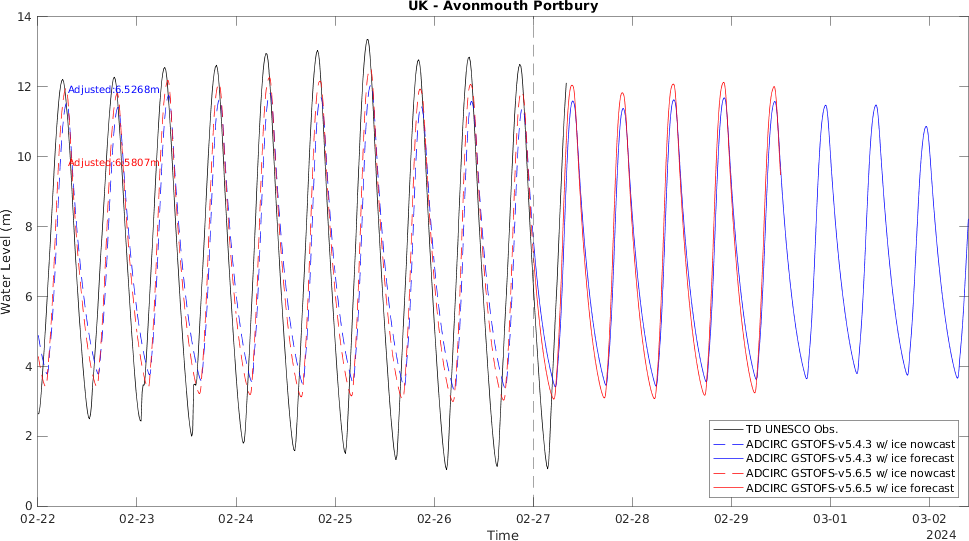 UK - Avonmouth Portbury
14
12
10
8
6
4
2
0
Water Level (m)
Adjusted:6.5268m
Adjusted:6.5807m
TD UNESCO Obs.
ADCIRC GSTOFS-v5.4.3 w/ ice nowcast
ADCIRC GSTOFS-v5.4.3 w/ ice forecast
ADCIRC GSTOFS-v5.6.5 w/ ice nowcast
ADCIRC GSTOFS-v5.6.5 w/ ice forecast
02-22 02-23 02-24 02-25 02-26 02-27 02-28 02-29 03-01 03-02
Time
2024